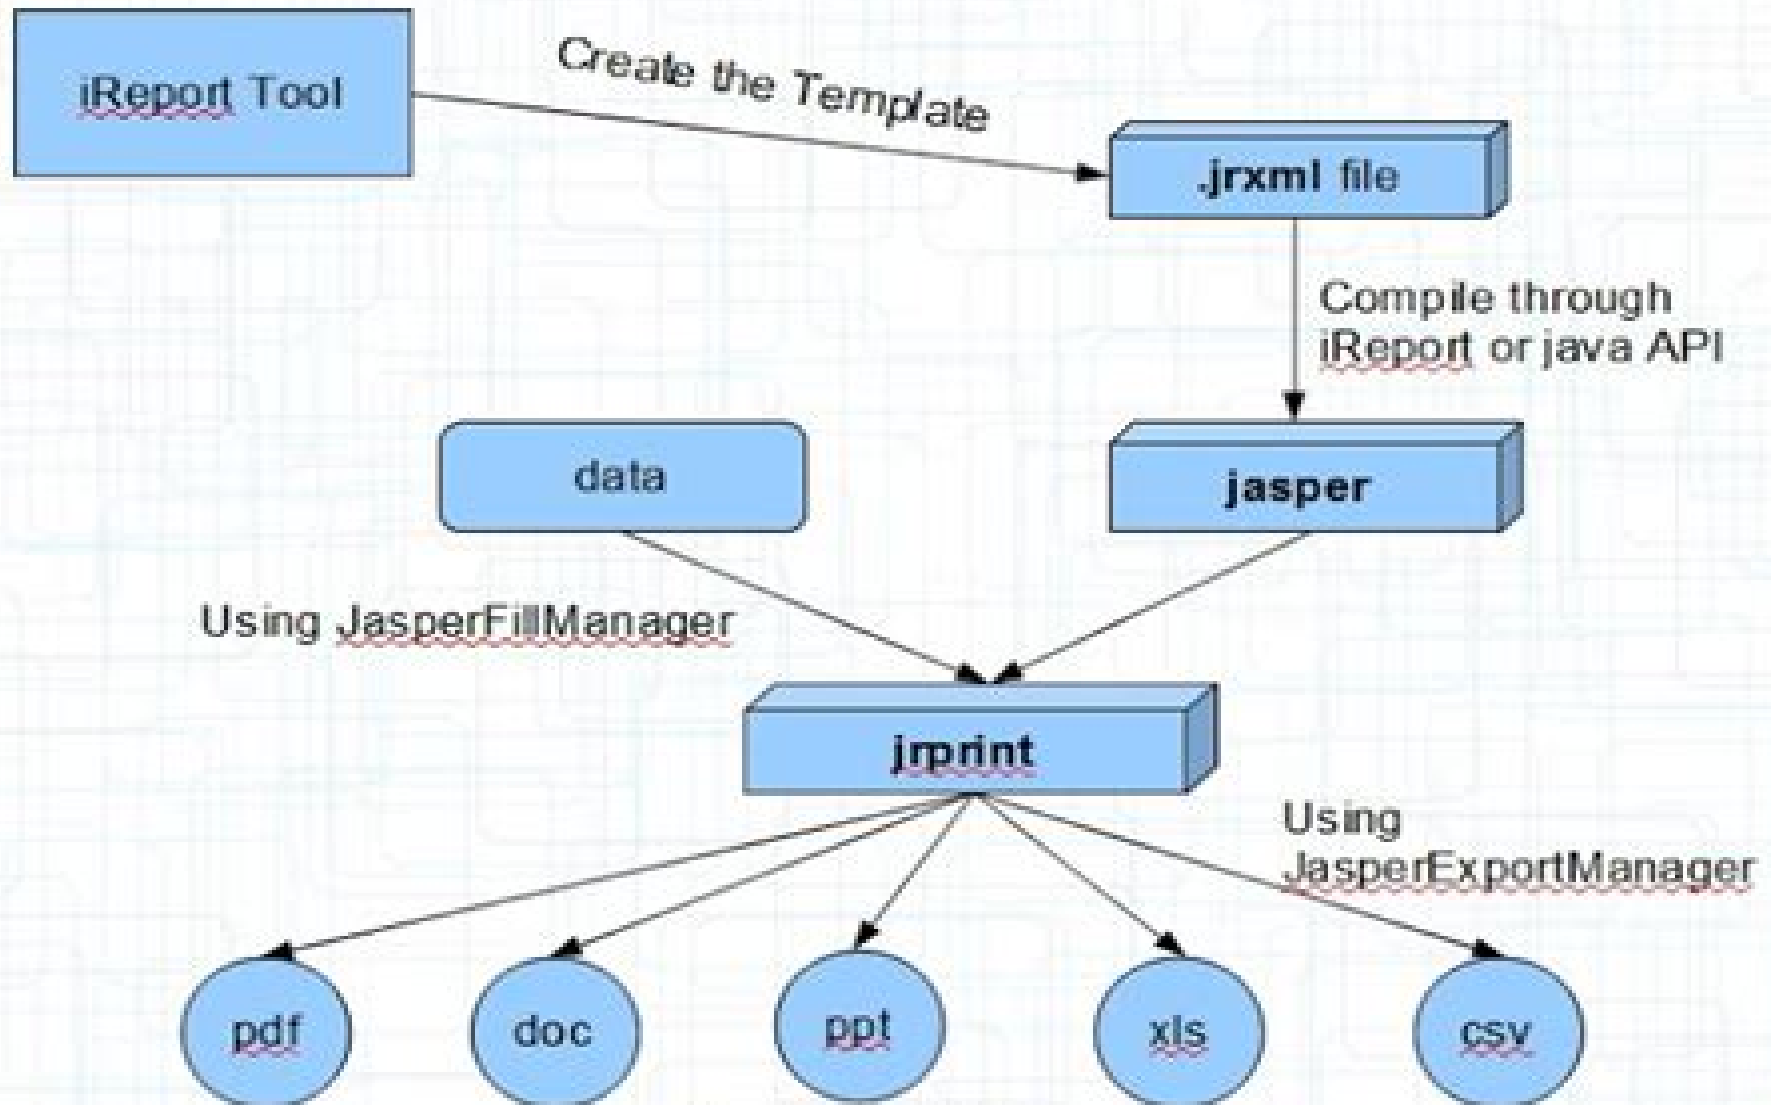 iReport Tool
Create the Template
.jrxml file
Compile through
iReport or java API
data
jasper
Using JasperFillManager
jrprint
Using
JasperExportManager
pdf
doc
ppt
xls
csv